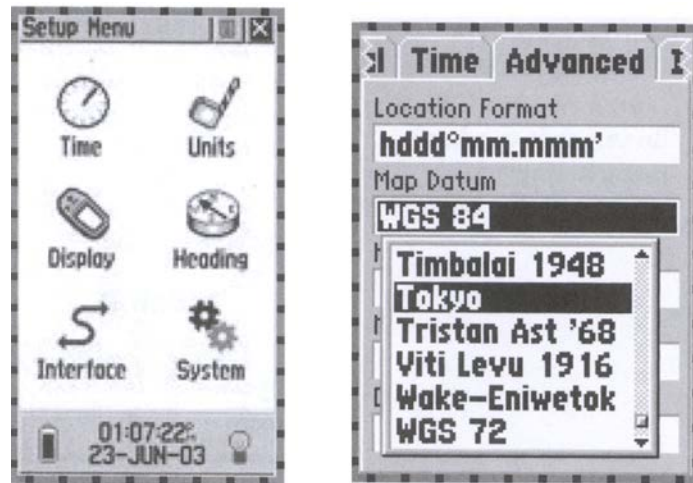 Setup Menu
Time
Units
Display
Heading
Interface
System
01:07:22
23-JUN-03
Time
Advanced
Location Format
hddd°mm.mmm'
Map Datum
WGS 84
Timbalai 1948
Tokyo
Tristan Ast '68
Viti Levu 1916
Wake-Eniwetok
WGS 72